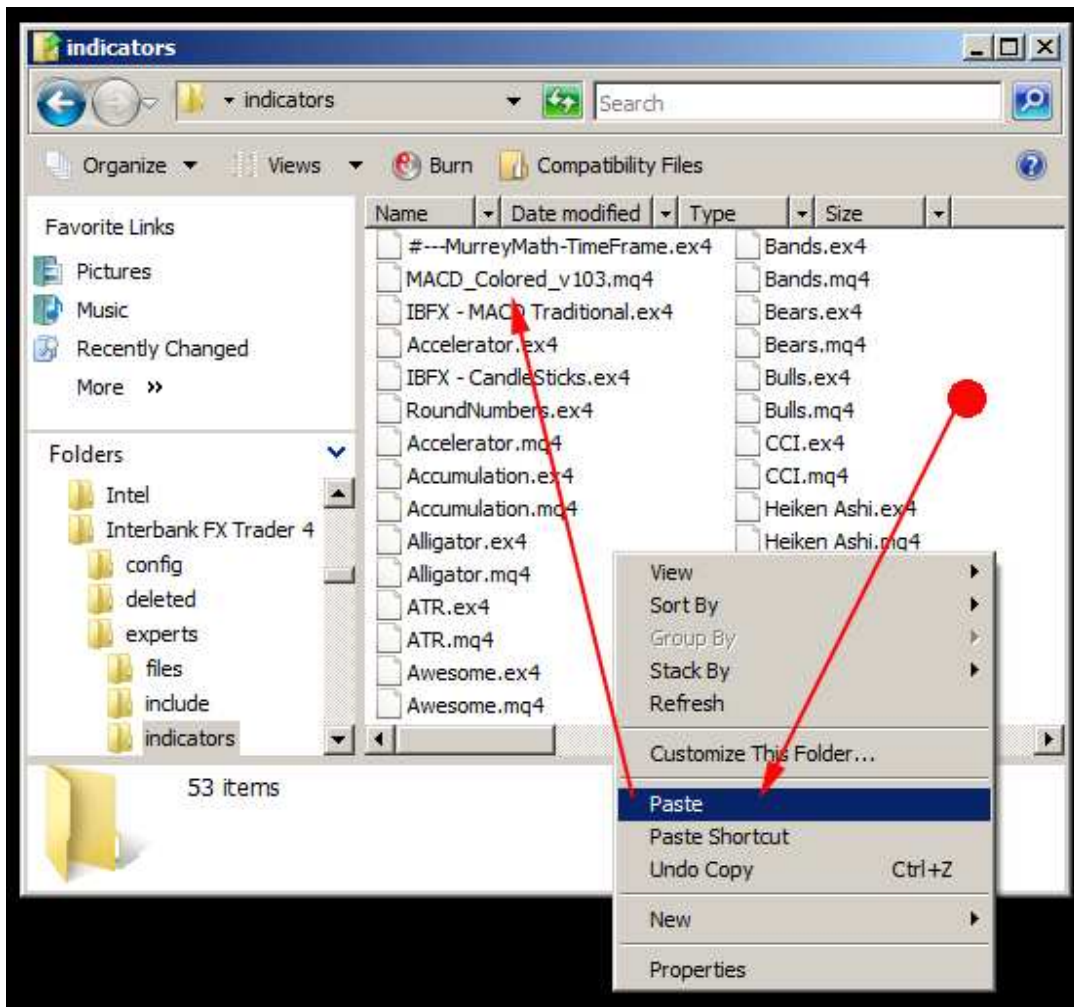 indicators
indicators
Search
Organize Views Burn Compatibility Files
Favorite Links
Pictures
Music
Recently Changed
More »
Folders
Intel
Interbank FX Trader 4
config
deleted
experts
files
include
indicators
Name Date modified Type Size
#---MurreyMath-TimeFrame.ex4
MACD_Colored_v103.mq4
IBFX - MACD Traditional.ex4
Accelerator.ex4
IBFX - CandleSticks.ex4
RoundNumbers.ex4
Accelerator.mq4
Accumulation.ex4
Accumulation.mq4
Alligator.ex4
Alligator.mq4
ATR.ex4
ATR.mq4
Awesome.ex4
Awesome.mq4
Bands.ex4
Bands.mq4
Bears.ex4
Bears.mq4
Bulls.ex4
Bulls.mq4
CCI.ex4
CCI.mq4
Heiken Ashi.ex4
Heiken Ashi.mq4
View
Sort By
Group By
Stack By
Refresh
Customize This Folder...
Paste
Paste Shortcut
Undo Copy Ctrl+Z
New
Properties
53 items